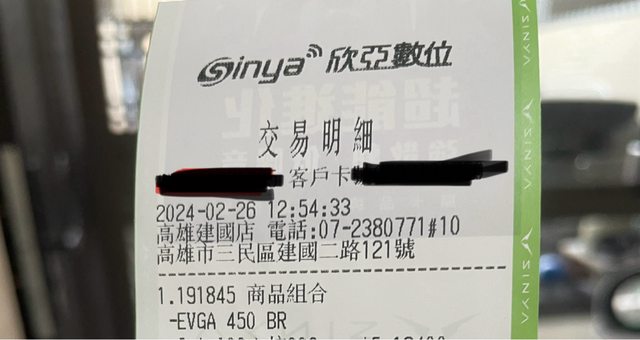 Sinya 欣亞數位
交易明細
客戶卡
2024-02-26 12:54:33
高雄建國店 電話:07-2380771#10
高雄市三民區建國二路121號
1.191845 商品組合
-EVGA 450 BR
SINYA
SINYA